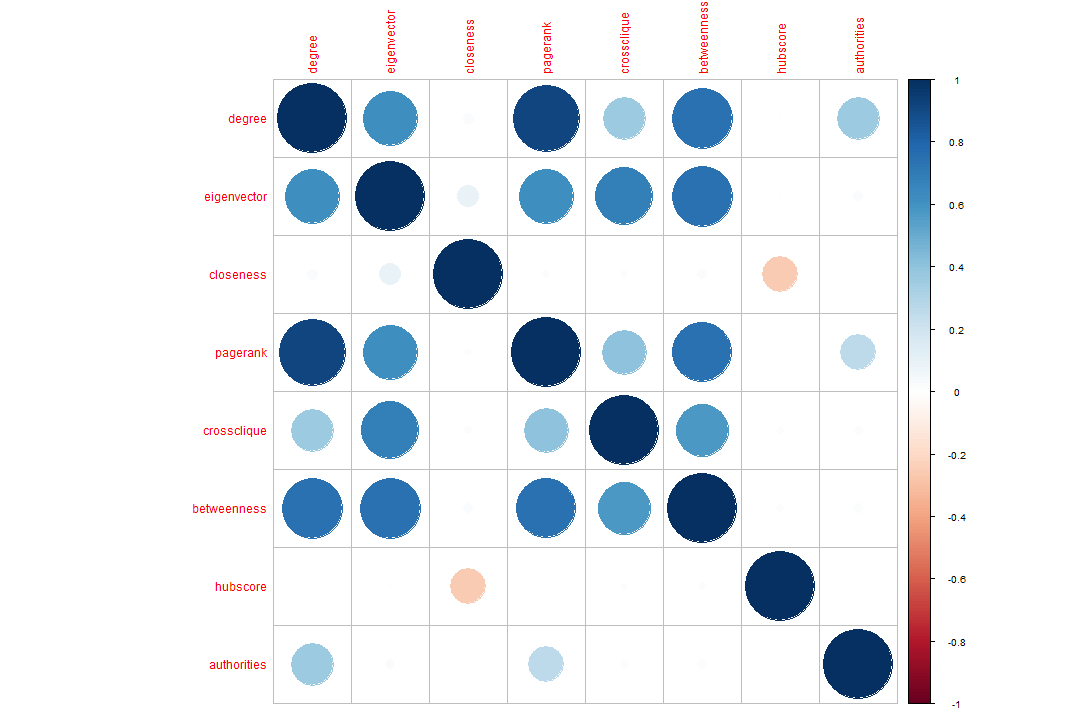 degree
eigenvector
closeness
pagerank
crossclique
betweenness
hubscore
authorities
degree
eigenvector
closeness
pagerank
crossclique
betweenness
hubscore
authorities
1
0.8
0.6
0.4
0.2
0
-0.2
-0.4
-0.6
-0.8
-1